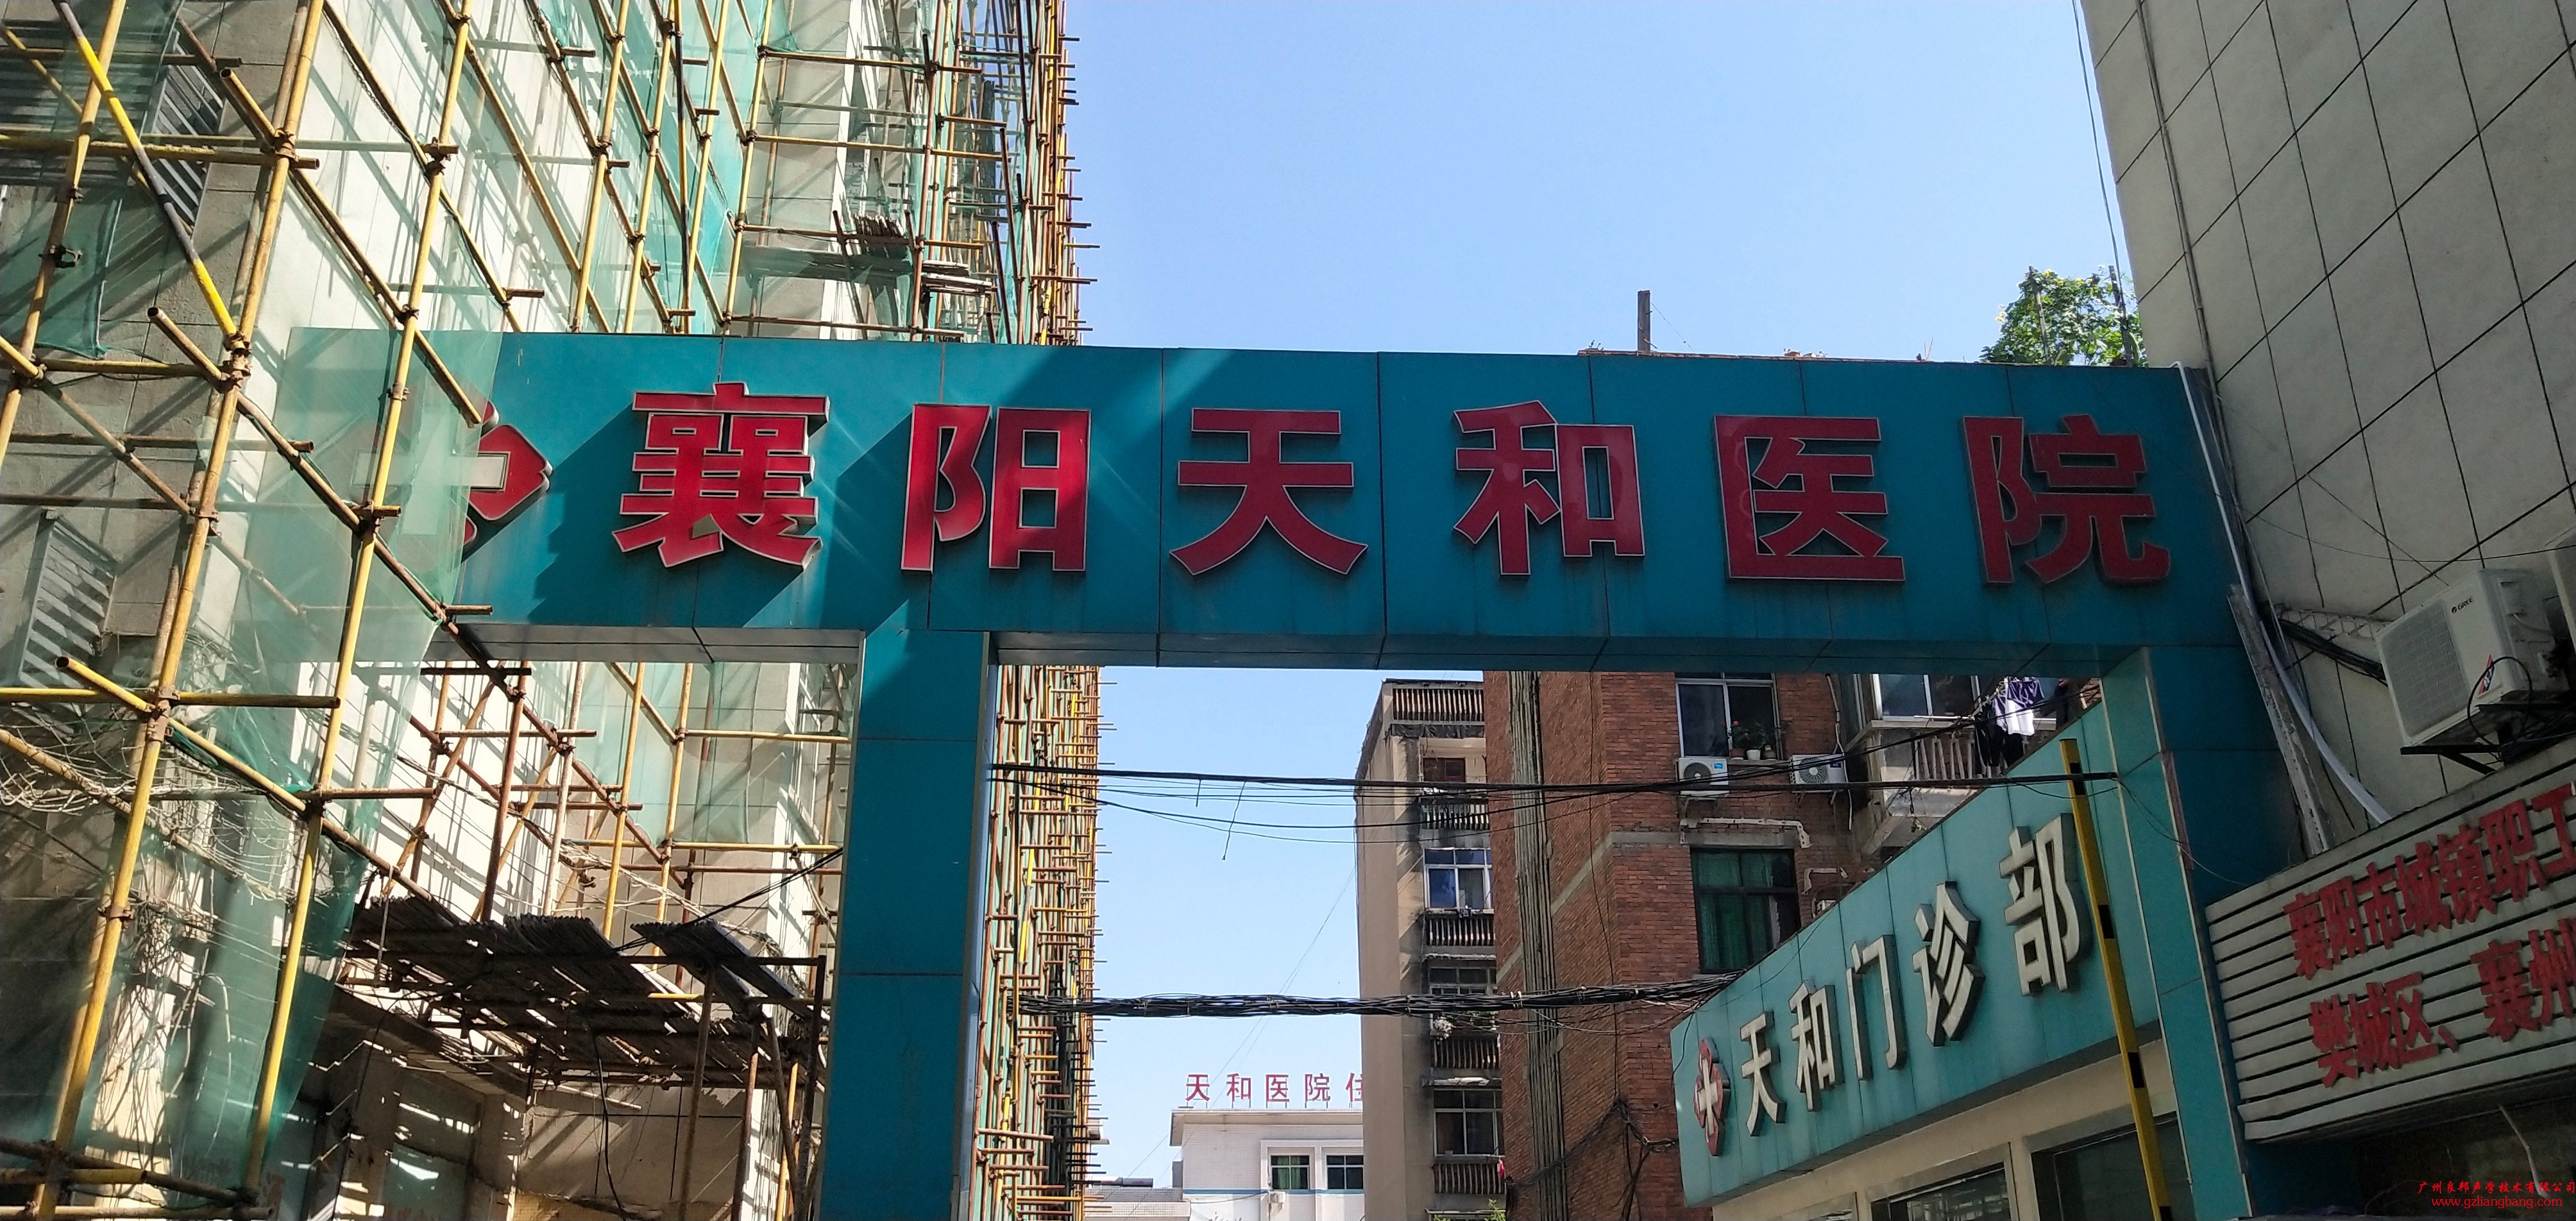 襄阳天和医院
天和门诊部
天和医院住
襄阳市城镇职工
樊城区、襄州
GREE
广州良邦声学技术有限公司
www.gzliangbang.com